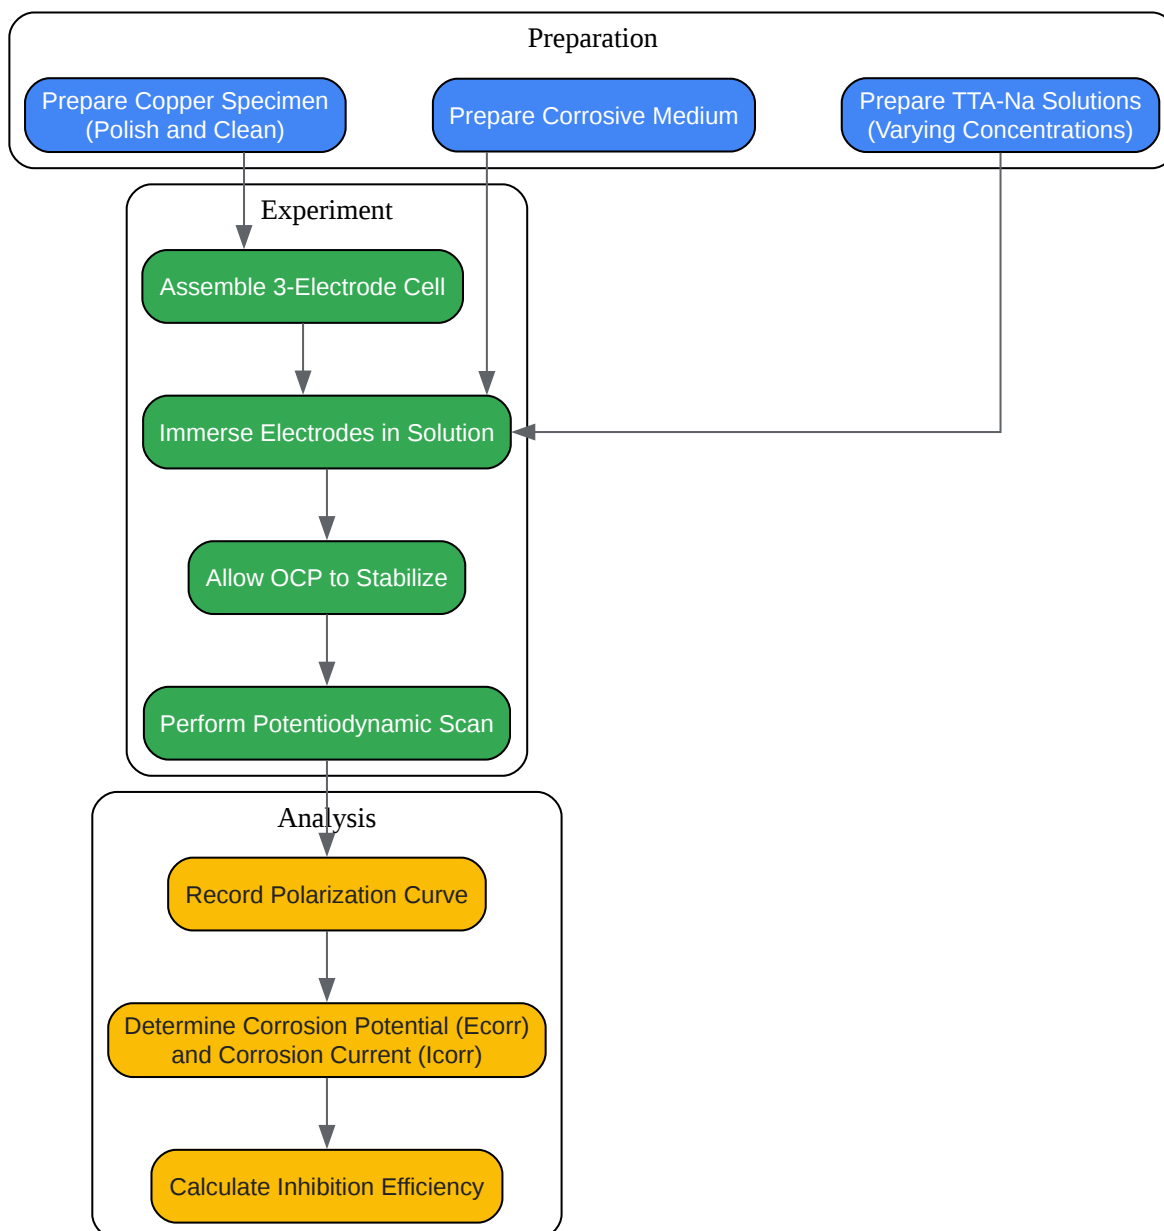 Preparation
Prepare Copper Specimen
(Polish and Clean)
Prepare Corrosive Medium
Prepare TTA-Na Solutions
(Varying Concentrations)
Experiment
Assemble 3-Electrode Cell
Immerse Electrodes in Solution
Allow OCP to Stabilize
Perform Potentiodynamic Scan
Analysis
Record Polarization Curve
Determine Corrosion Potential (Ecorr)
and Corrosion Current (Icorr)
Calculate Inhibition Efficiency